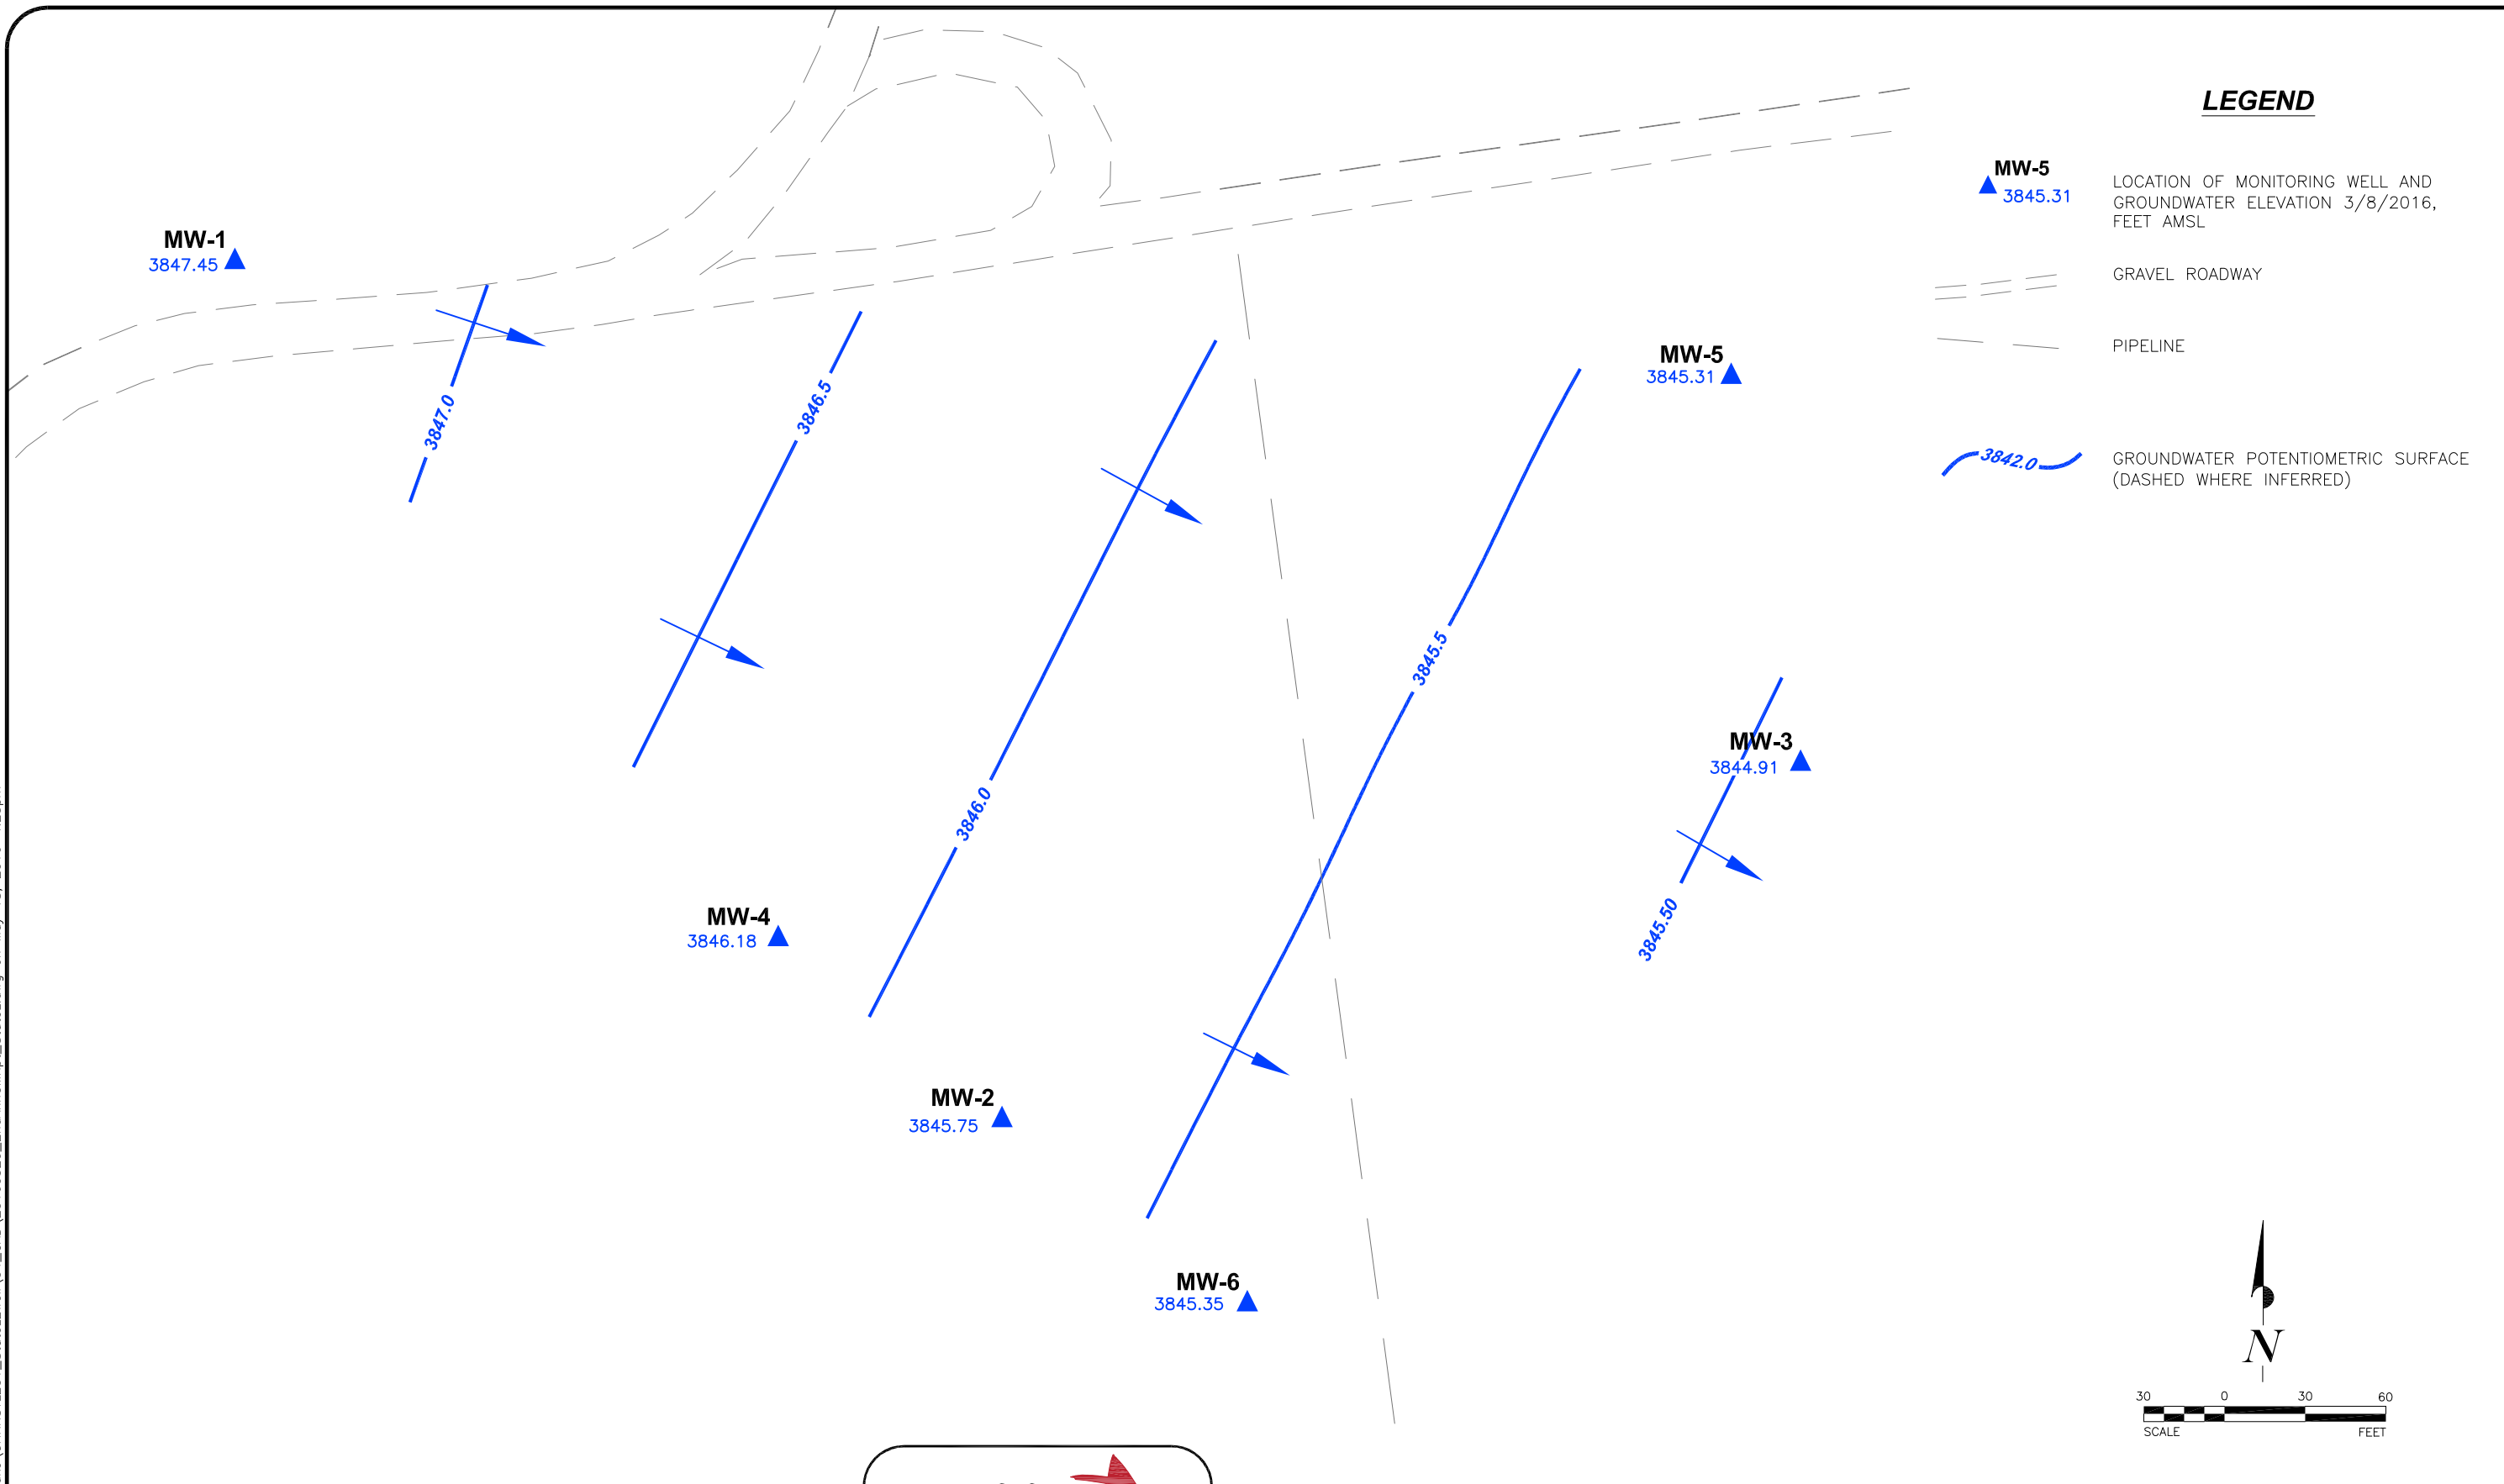 LEGEND
MW-5
3845.31
LOCATION OF MONITORING WELL AND
GROUNDWATER ELEVATION 3/8/2016,
FEET AMSL
GRAVEL ROADWAY
PIPELINE
3842.0
GROUNDWATER POTENTIOMETRIC SURFACE
(DASHED WHERE INFERRED)
MW-1
3847.45
3847.0
3846.5
MW-5
3845.31
3845.5
MW-3
3844.91
3846.0
MW-4
3846.18
3845.50
MW-2
3845.75
MW-6
3845.35
N
30 0 30 60
SCALE FEET